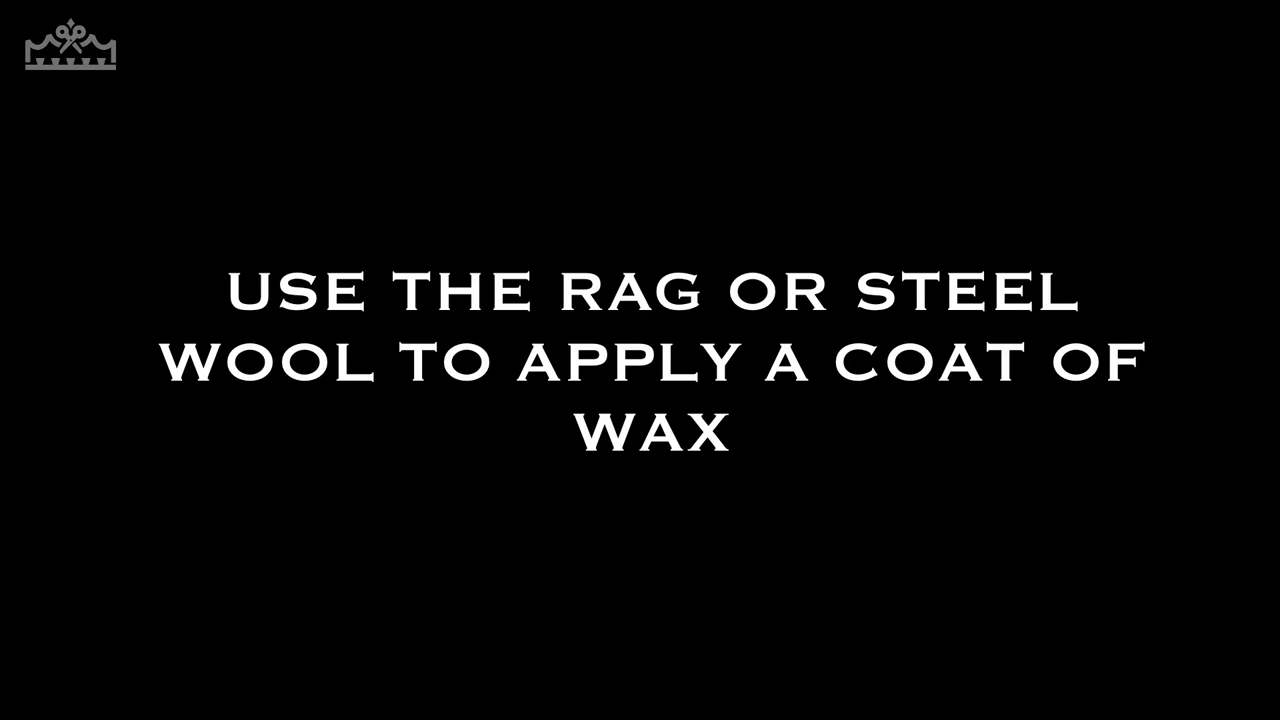 USE THE RAG OR STEEL
WOOL TO APPLY A COAT OF
WAX